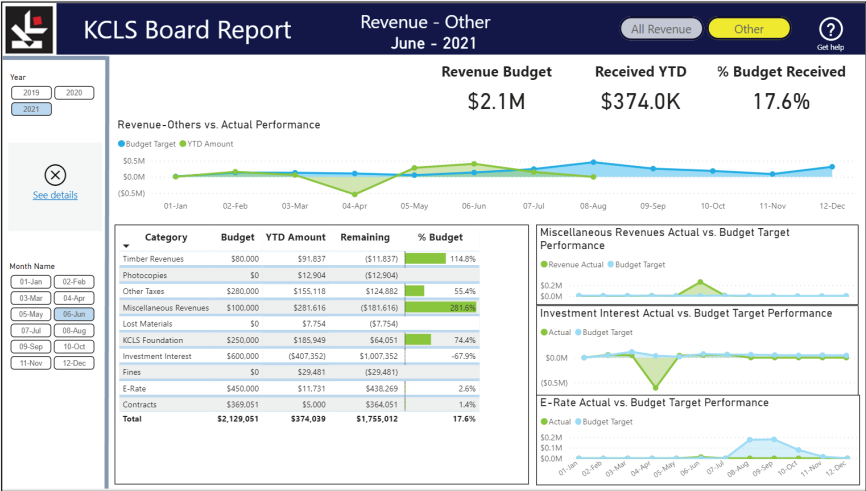 KCLS Board Report
Revenue - Other
June - 2021
All Revenue
Other
Get help
Year
2019 2020
2021
See details
Month Name
01-Jan 02-Feb
03-Mar 04-Apr
05-May 06-Jun
07-Jul 08-Aug
09-Sep 10-Oct
11-Nov 12-Dec
Revenue Budget Received YTD % Budget Received
$2.1M $374.0K 17.6%
Revenue-Others vs. Actual Performance
Budget Target YTD Amount
$0.5M
$0.0M
($0.5M)
01-Jan 02-Feb 03-Mar 04-Apr 05-May 06-Jun 07-Jul 08-Aug 09-Sep 10-Oct 11-Nov 12-Dec
Category Budget YTD Amount Remaining % Budget
Timber Revenues $80,000 $91,837 ($11,837) 114.8%
Photocopies $0 $12,904 ($12,904)
Other Taxes $280,000 $155,118 $124,882 55.4%
Miscellaneous Revenues $100,000 $281,616 ($181,616) 281.6%
Lost Materials $0 $7,754 ($7,754)
KCLS Foundation $250,000 $185,949 $64,051 74.4%
Investment Interest $600,000 ($407,352) $1,007,352 -67.9%
Fines $0 $29,481 ($29,481)
E-Rate $450,000 $11,731 $438,269 2.6%
Contracts $369,051 $5,000 $364,051 1.4%
Total $2,129,051 $374,039 $1,755,012 17.6%
Miscellaneous Revenues Actual vs. Budget Target
Performance
Revenue Actual Budget Target
$0.2M
$0.0M
Investment Interest Actual vs. Budget Target Performance
Actual Budget Target
$0.0M
($0.5M)
E-Rate Actual vs. Budget Target Performance
Actual Budget Target
$0.2M
$0.1M
$0.0M
01-Jan 02-Feb 03-Mar 04-Apr 05-May 06-Jun 07-Jul 08-Aug 09-Sep 10-Oct 11-Nov 12-Dec